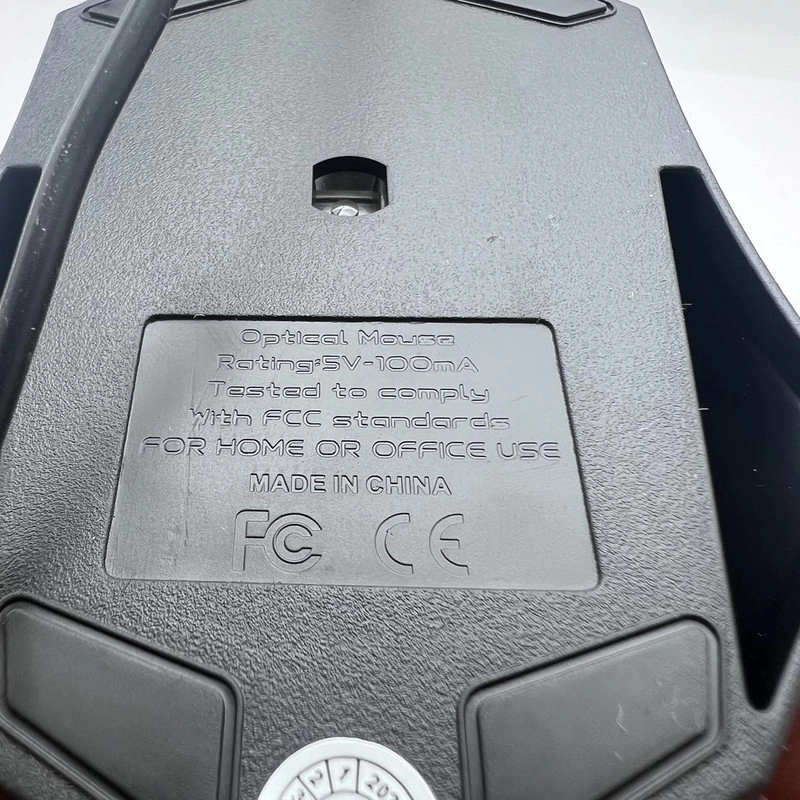 Optical Mouse
Rating:5V-100mA
Tested to comply
With FCC standards
FOR HOME OR OFFICE USE
MADE IN CHINA
FC CE